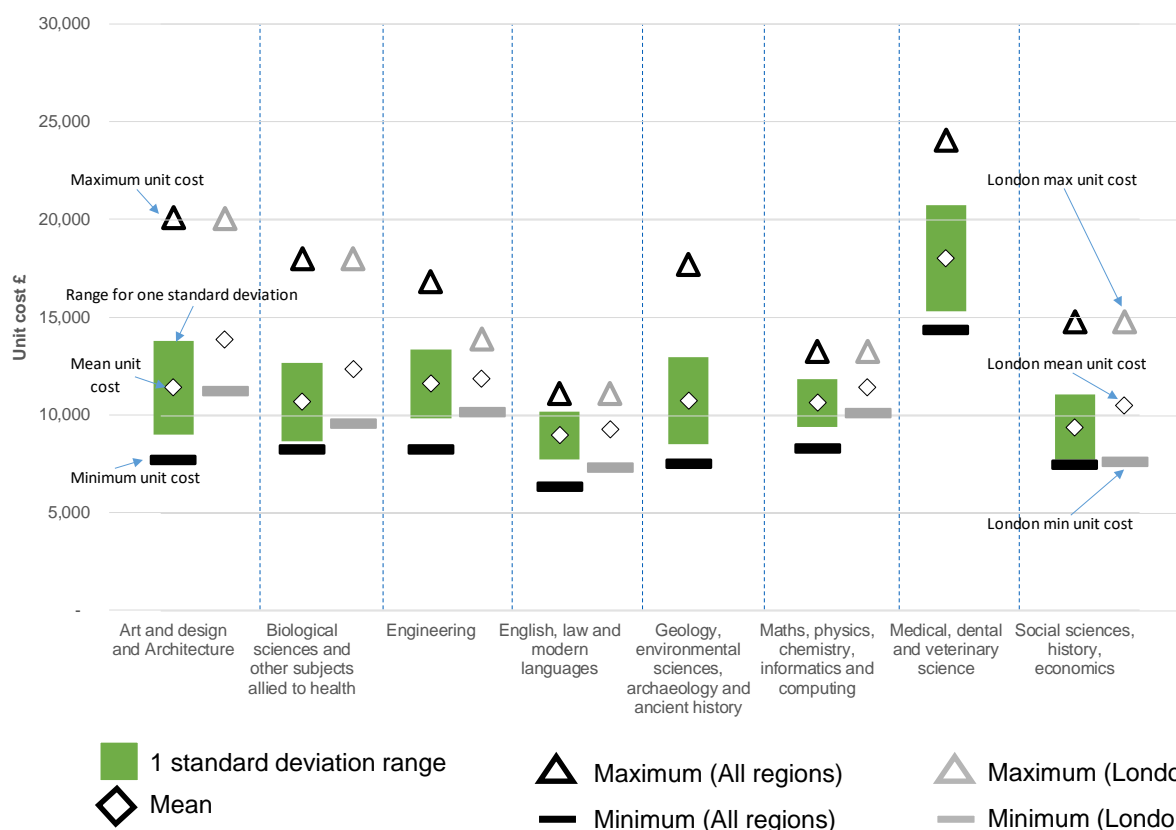 30,000
25,000
20,000
15,000
10,000
5,000
-
Unit cost £
Maximum unit cost
Range for one standard deviation
Mean unit
cost
Minimum unit cost
London max unit cost
London mean unit cost
London min unit cost
Art and design
and Architecture
Biological
sciences and
other subjects
allied to health
Engineering
English, law and
modern
languages
Geology,
environmental
sciences,
archaeology and
ancient history
Maths, physics,
chemistry,
informatics and
computing
Medical, dental
and veterinary
science
Social sciences,
history,
economics
1 standard deviation range
Maximum (All regions)
Maximum (Londo
Mean
Minimum (All regions)
Minimum (Londo